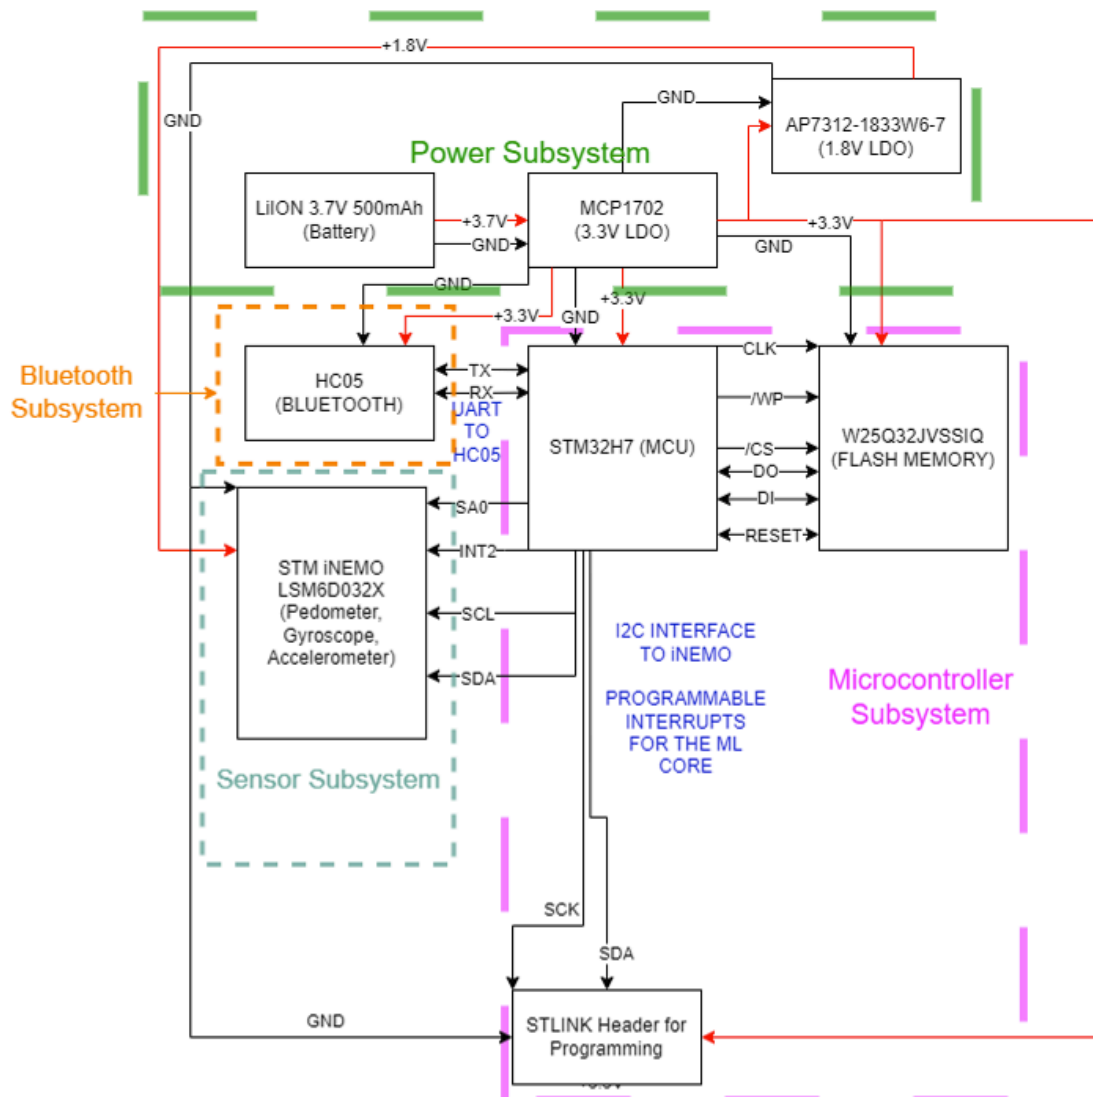 +1.8V
GND
GND
AP7312-1833W6-7
(1.8V LDO)
Power Subsystem
LiION 3.7V 500mAh
(Battery)
+3.7V
GND
MCP1702
(3.3V LDO)
+3.3V
GND
GND
+3.3V
GND
+3.3V
Bluetooth
Subsystem
HC05
(BLUETOOTH)
TX
RX
UART
TO
HC05
STM32H7 (MCU)
CLK
/WP
/CS
DO
DI
RESET
W25Q32JVSSIQ
(FLASH MEMORY)
SA0
INT2
SCL
SDA
STM iNEMO
LSM6D032X
(Pedometer,
Gyroscope,
Accelerometer)
Sensor Subsystem
I2C INTERFACE
TO iNEMO
PROGRAMMABLE
INTERRUPTS
FOR THE ML
CORE
Microcontroller
Subsystem
SCK
SDA
GND
STLINK Header for
Programming